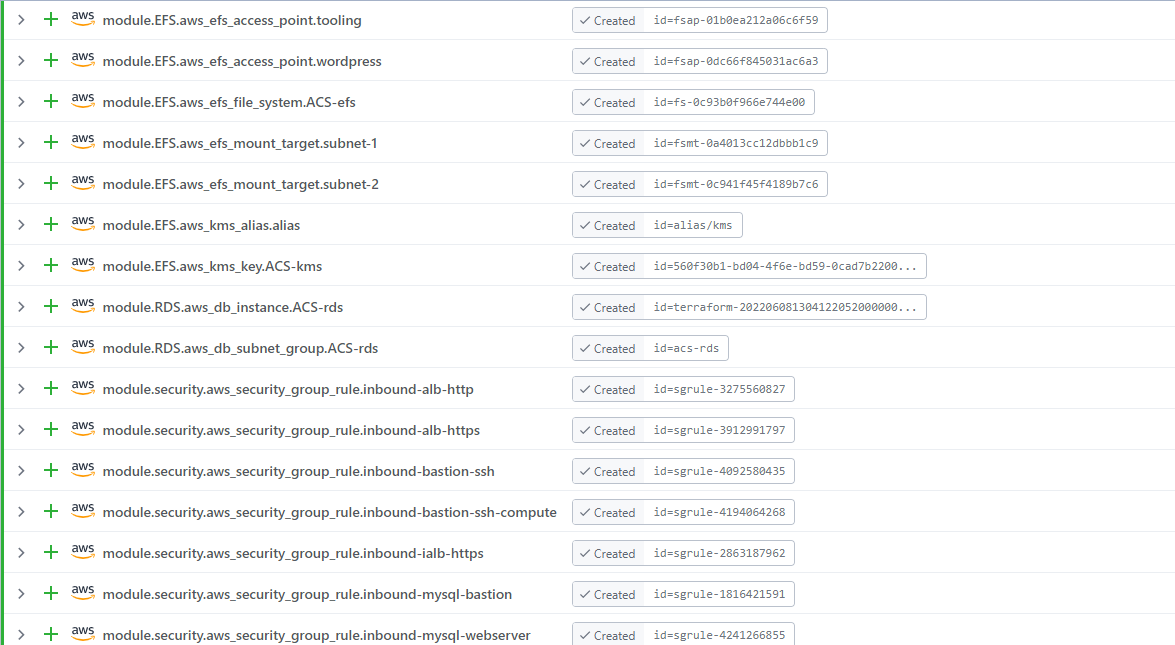 aws module.EFS.aws_efs_access_point.tooling Created id=fsap-01b0ea212a06c6f59
aws module.EFS.aws_efs_access_point.wordpress Created id=fsap-0dc66f845031ac6a3
aws module.EFS.aws_efs_file_system.ACS-efs Created id=fs-0c93b0f966e744e00
aws module.EFS.aws_efs_mount_target.subnet-1 Created id=fsmt-0a4013cc12dbbb1c9
aws module.EFS.aws_efs_mount_target.subnet-2 Created id=fsmt-0c941f45f4189b7c6
aws module.EFS.aws_kms_alias.alias Created id=alias/kms
aws module.EFS.aws_kms_key.ACS-kms Created id=560f30b1-bd04-4f6e-bd59-0cad7b2200...
aws module.RDS.aws_db_instance.ACS-rds Created id=terraform-202206081304122052000000...
aws module.RDS.aws_db_subnet_group.ACS-rds Created id=acs-rds
aws module.security.aws_security_group_rule.inbound-alb-http Created id=sgrule-3275560827
aws module.security.aws_security_group_rule.inbound-alb-https Created id=sgrule-3912991797
aws module.security.aws_security_group_rule.inbound-bastion-ssh Created id=sgrule-4092580435
aws module.security.aws_security_group_rule.inbound-bastion-ssh-compute Created id=sgrule-4194064268
aws module.security.aws_security_group_rule.inbound-ialb-https Created id=sgrule-2863187962
aws module.security.aws_security_group_rule.inbound-mysql-bastion Created id=sgrule-1816421591
aws module.security.aws_security_group_rule.inbound-mysql-webserver Created id=sgrule-4241266855